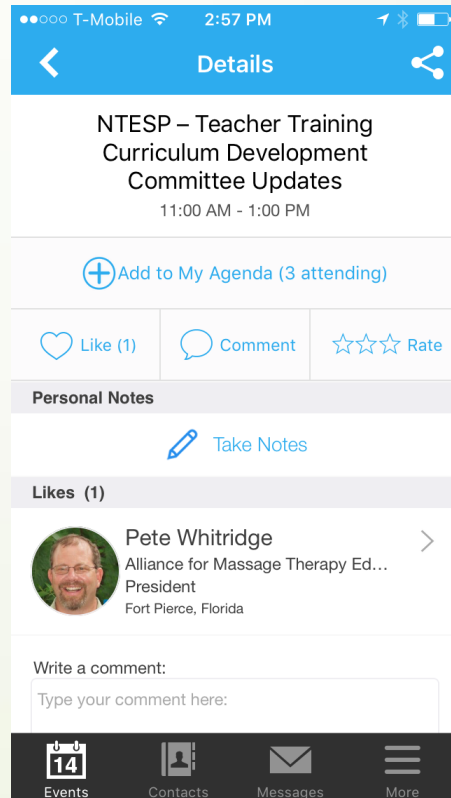 T-Mobile 2:57 PM
Details
NTESP – Teacher Training
Curriculum Development
Committee Updates
11:00 AM - 1:00 PM
Add to My Agenda (3 attending)
Like (1) Comment Rate
Personal Notes
Take Notes
Likes (1)
Pete Whitridge
Alliance for Massage Therapy Ed...
President
Fort Pierce, Florida
Write a comment:
Type your comment here:
14
Events Contacts Messages More